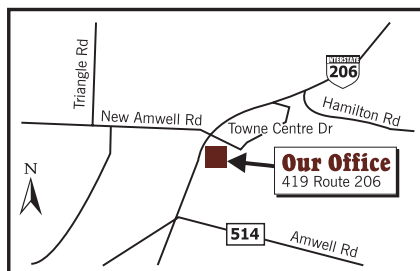 Triangle Rd
INTERSTATE
206
New Amwell Rd
Hamilton Rd
Towne Centre Dr
Our Office
419 Route 206
N
514
Amwell Rd